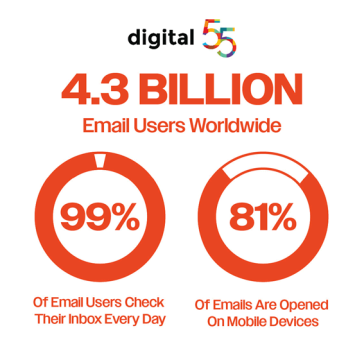 digital 55
4.3 BILLION
Email Users Worldwide
99%
81%
Of Email Users Check
Their Inbox Every Day
Of Emails Are Opened
On Mobile Devices